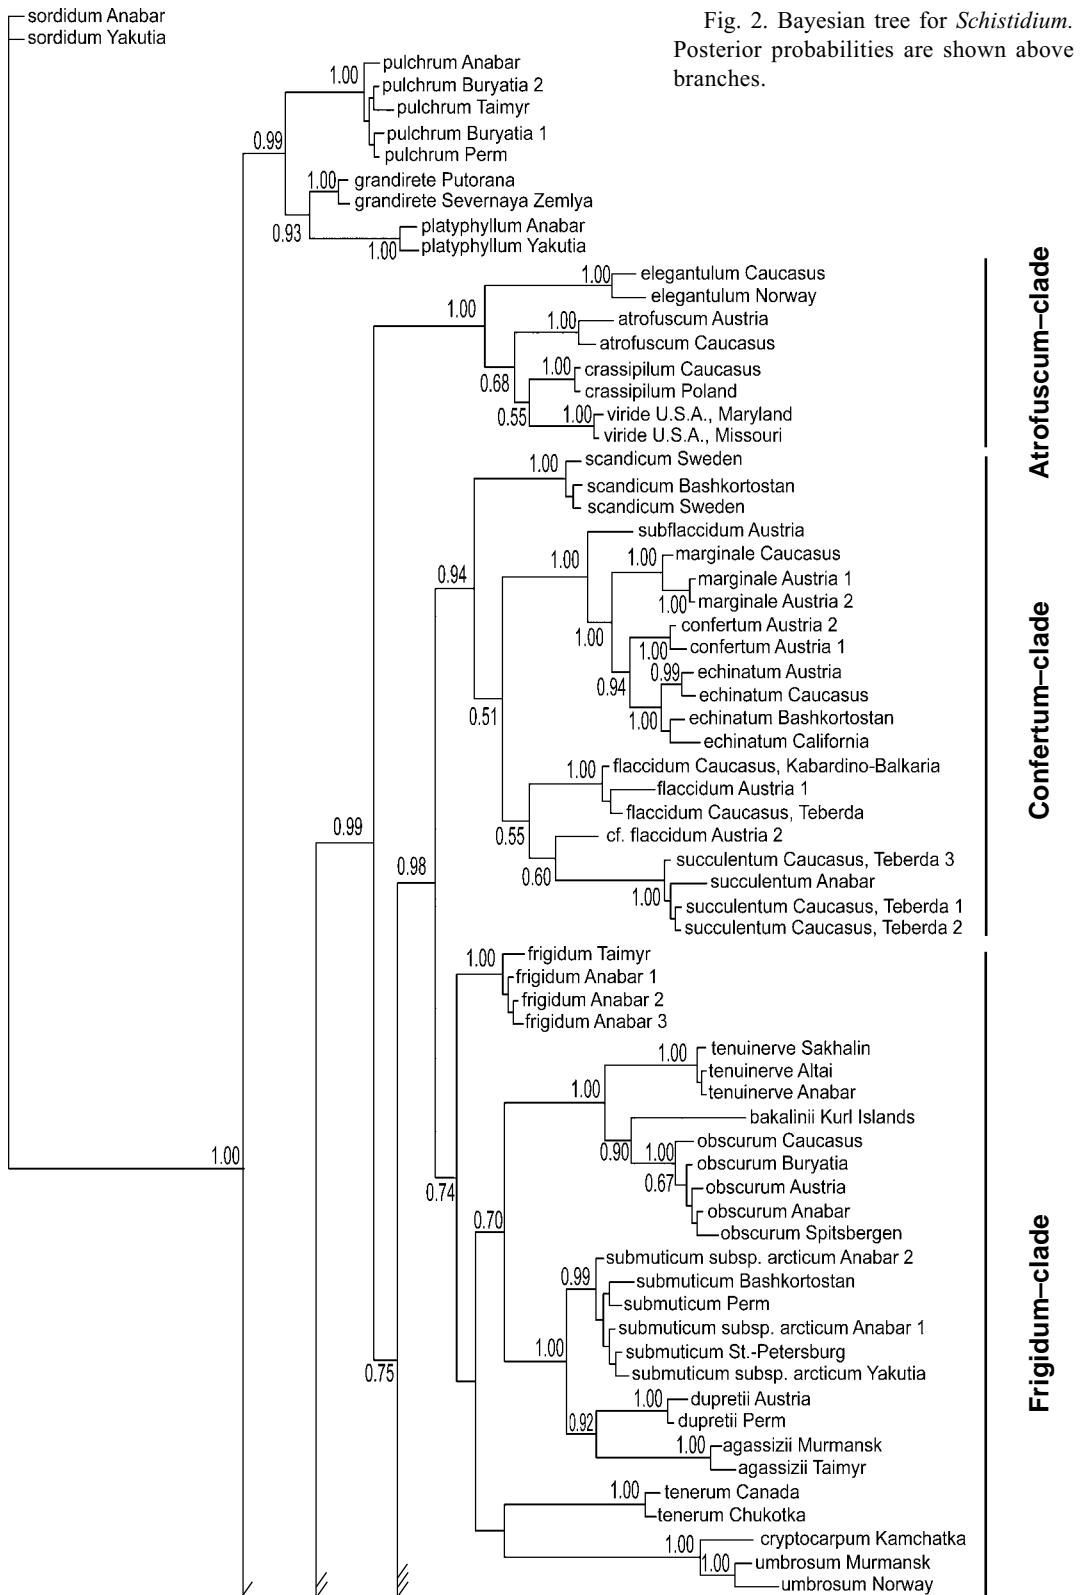 sordidum Anabar
sordidum Yakutia
Fig. 2. Bayesian tree for Schistidium.
Posterior probabilities are shown above
branches.
1.00
pulchrum Anabar
pulchrum Buryatia 2
pulchrum Taimyr
pulchrum Buryatia 1
pulchrum Perm
0.99
1.00
grandirete Putorana
grandirete Severnaya Zemlya
0.93
1.00
platyphyllum Anabar
platyphyllum Yakutia
Atrofuscum–clade
1.00
1.00
elegantulum Caucasus
elegantulum Norway
1.00
atrofuscum Austria
atrofuscum Caucasus
0.68
1.00
crassipilum Caucasus
crassipilum Poland
0.55
1.00
viride U.S.A., Maryland
viride U.S.A., Missouri
Confertum–clade
1.00
scandicum Sweden
scandicum Bashkortostan
scandicum Sweden
0.94
1.00
subflaccidum Austria
1.00
marginale Caucasus
marginale Austria 1
1.00
marginale Austria 2
1.00
confertum Austria 2
1.00
confertum Austria 1
0.94
0.99
echinatum Austria
echinatum Caucasus
1.00
echinatum Bashkortostan
echinatum California
0.51
1.00
flaccidum Caucasus, Kabardino-Balkaria
flaccidum Austria 1
flaccidum Caucasus, Teberda
0.55
cf. flaccidum Austria 2
0.60
succulentum Caucasus, Teberda 3
1.00
succulentum Anabar
succulentum Caucasus, Teberda 1
succulentum Caucasus, Teberda 2
0.99
0.98
Frigidum–clade
1.00
frigidum Taimyr
frigidum Anabar 1
frigidum Anabar 2
frigidum Anabar 3
1.00
1.00
tenuinerve Sakhalin
tenuinerve Altai
tenuinerve Anabar
bakalinii Kurl Islands
0.90
1.00
obscurum Caucasus
0.67
obscurum Buryatia
obscurum Austria
obscurum Anabar
obscurum Spitsbergen
1.00
0.74
0.70
0.99
submuticum subsp. arcticum Anabar 2
submuticum Bashkortostan
submuticum Perm
submuticum subsp. arcticum Anabar 1
submuticum St.-Petersburg
submuticum subsp. arcticum Yakutia
1.00
0.75
1.00
dupretii Austria
dupretii Perm
0.92
1.00
agassizii Murmansk
agassizii Taimyr
1.00
tenerum Canada
tenerum Chukotka
1.00
cryptocarpum Kamchatka
1.00
umbrosum Murmansk
umbrosum Norway